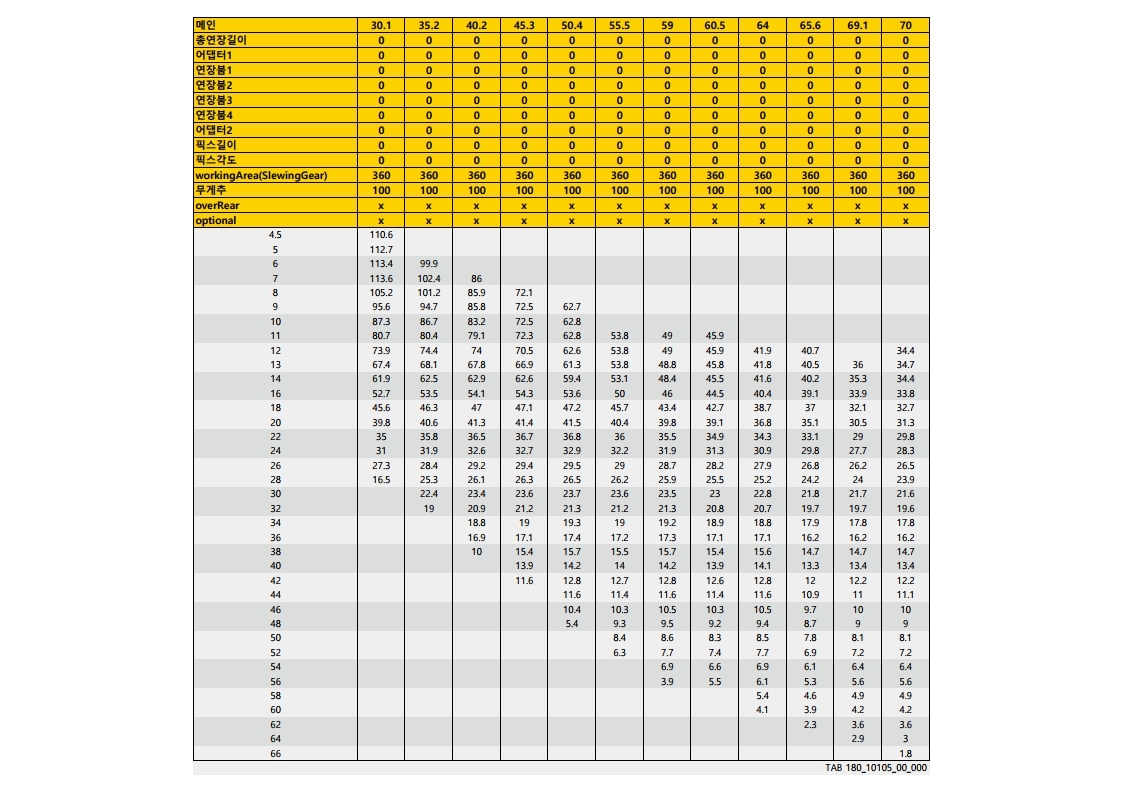 메인 30.1 35.2 40.2 45.3 50.4 55.5 59 60.5 64 65.6 69.1 70
총연장길이 0 0 0 0 0 0 0 0 0 0 0 0
어댑터1 0 0 0 0 0 0 0 0 0 0 0 0
연장붐1 0 0 0 0 0 0 0 0 0 0 0 0
연장붐2 0 0 0 0 0 0 0 0 0 0 0 0
연장붐3 0 0 0 0 0 0 0 0 0 0 0 0
연장붐4 0 0 0 0 0 0 0 0 0 0 0 0
어댑터2 0 0 0 0 0 0 0 0 0 0 0 0
픽스길이 0 0 0 0 0 0 0 0 0 0 0 0
픽스각도 0 0 0 0 0 0 0 0 0 0 0 0
workingArea(SlewingGear) 360 360 360 360 360 360 360 360 360 360 360 360
무게추 100 100 100 100 100 100 100 100 100 100 100 100
overRear x x x x x x x x x x x x
optional x x x x x x x x x x x x
4.5 110.6
5 112.7
6 113.4 99.9
7 113.6 102.4 86
8 105.2 101.2 85.9 72.1
9 95.6 94.7 85.8 72.5 62.7
10 87.3 86.7 83.2 72.5 62.8
11 80.7 80.4 79.1 72.3 62.8 53.8 49 45.9
12 73.9 74.4 74 70.5 62.6 53.8 49 45.9 41.9 40.7 34.4
13 67.4 68.1 67.8 66.9 61.3 53.8 48.8 45.8 41.8 40.5 36 34.7
14 61.9 62.5 62.9 62.6 59.4 53.1 48.4 45.5 41.6 40.2 35.3 34.4
16 52.7 53.5 54.1 54.3 53.6 50 46 44.5 40.4 39.1 33.9 33.8
18 45.6 46.3 47 47.1 47.2 45.7 43.4 42.7 38.7 37 32.1 32.7
20 39.8 40.6 41.3 41.4 41.5 40.4 39.8 39.1 36.8 35.1 30.5 31.3
22 35 35.8 36.5 36.7 36.8 36 35.5 34.9 34.3 33.1 29 29.8
24 31 31.9 32.6 32.7 32.9 32.2 31.9 31.3 30.9 29.8 27.7 28.3
26 27.3 28.4 29.2 29.4 29.5 29 28.7 28.2 27.9 26.8 26.2 26.5
28 16.5 25.3 26.1 26.3 26.5 26.2 25.9 25.5 25.2 24.2 24 23.9
30 22.4 23.4 23.6 23.7 23.6 23.5 23 22.8 21.8 21.7 21.6
32 19 20.9 21.2 21.3 21.2 21.3 20.8 20.7 19.7 19.7 19.6
34 18.8 19 19.3 19 19.2 18.9 18.8 17.9 17.8 17.8
36 16.9 17.1 17.4 17.2 17.3 17.1 17.1 16.2 16.2 16.2
38 10 15.4 15.7 15.5 15.7 15.4 15.6 14.7 14.7 14.7
40 13.9 14.2 14 14.2 13.9 14.1 13.3 13.4 13.4
42 11.6 12.8 12.7 12.8 12.6 12.8 12 12.2 12.2
44 11.6 11.4 11.6 11.4 11.6 10.9 11 11.1
46 10.4 10.3 10.5 10.3 10.5 9.7 10 10
48 5.4 9.3 9.5 9.2 9.4 8.7 9 9
50 8.4 8.6 8.3 8.5 7.8 8.1 8.1
52 6.3 7.7 7.4 7.7 6.9 7.2 7.2
54 6.9 6.6 6.9 6.1 6.4 6.4
56 3.9 5.5 6.1 5.3 5.6 5.6
58 5.4 4.6 4.9 4.9
60 4.1 3.9 4.2 4.2
62 2.3 3.6 3.6
64 2.9 3
66 1.8
TAB 180_10105_00_000